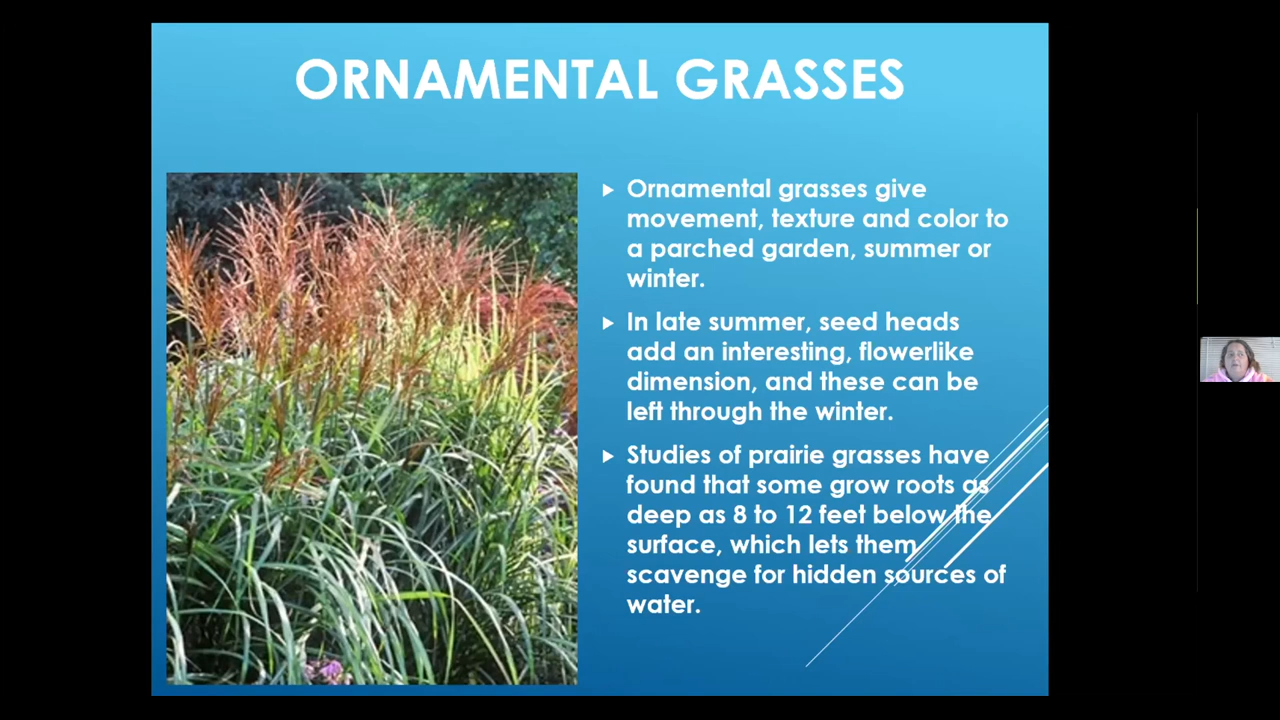 ORNAMENTAL GRASSES
Ornamental grasses give
movement, texture and color to
a parched garden, summer or
winter.
In late summer, seed heads
add an interesting, flowerlike
dimension, and these can be
left through the winter.
Studies of prairie grasses have
found that some grow roots as
deep as 8 to 12 feet below the
surface, which lets them
scavenge for hidden sources of
water.